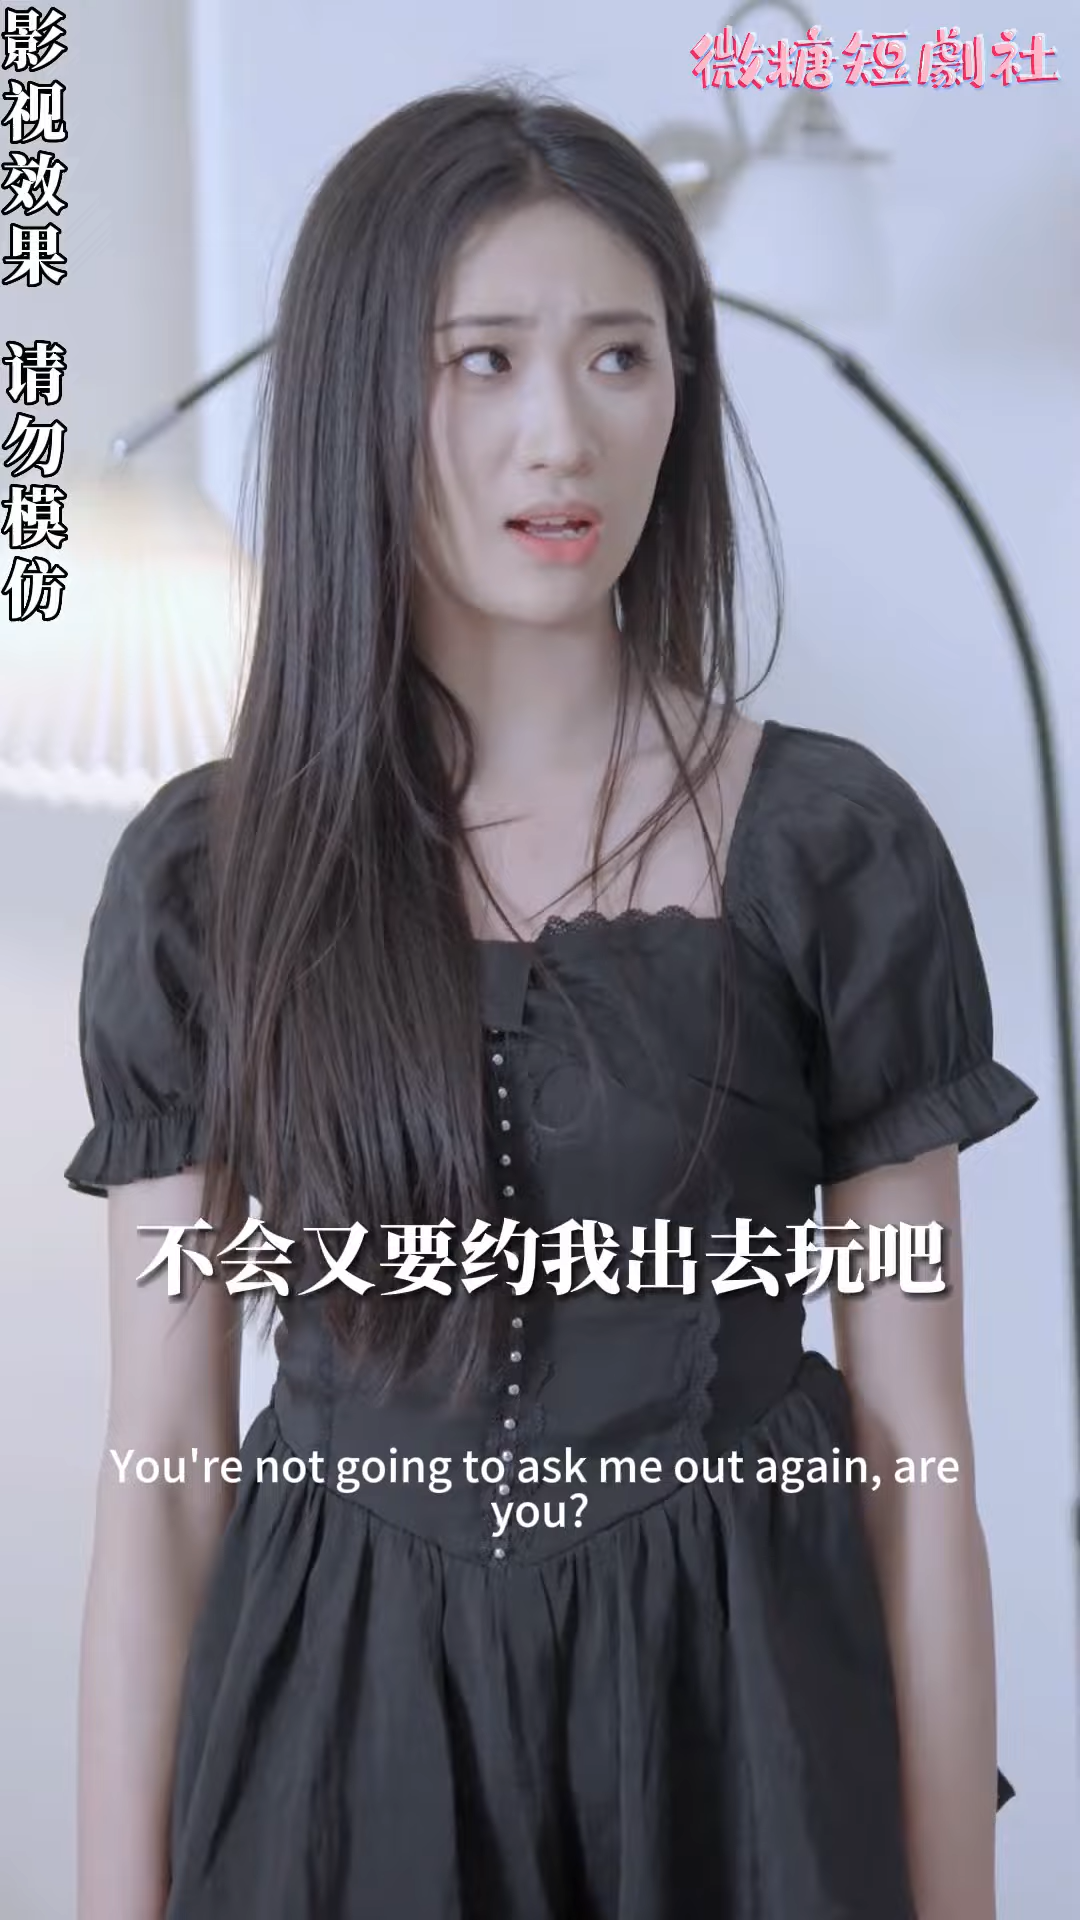 影视效果 请勿模仿
微糖短劇社
不会又要约我出去玩吧
You're not going to ask me out again, are
you?